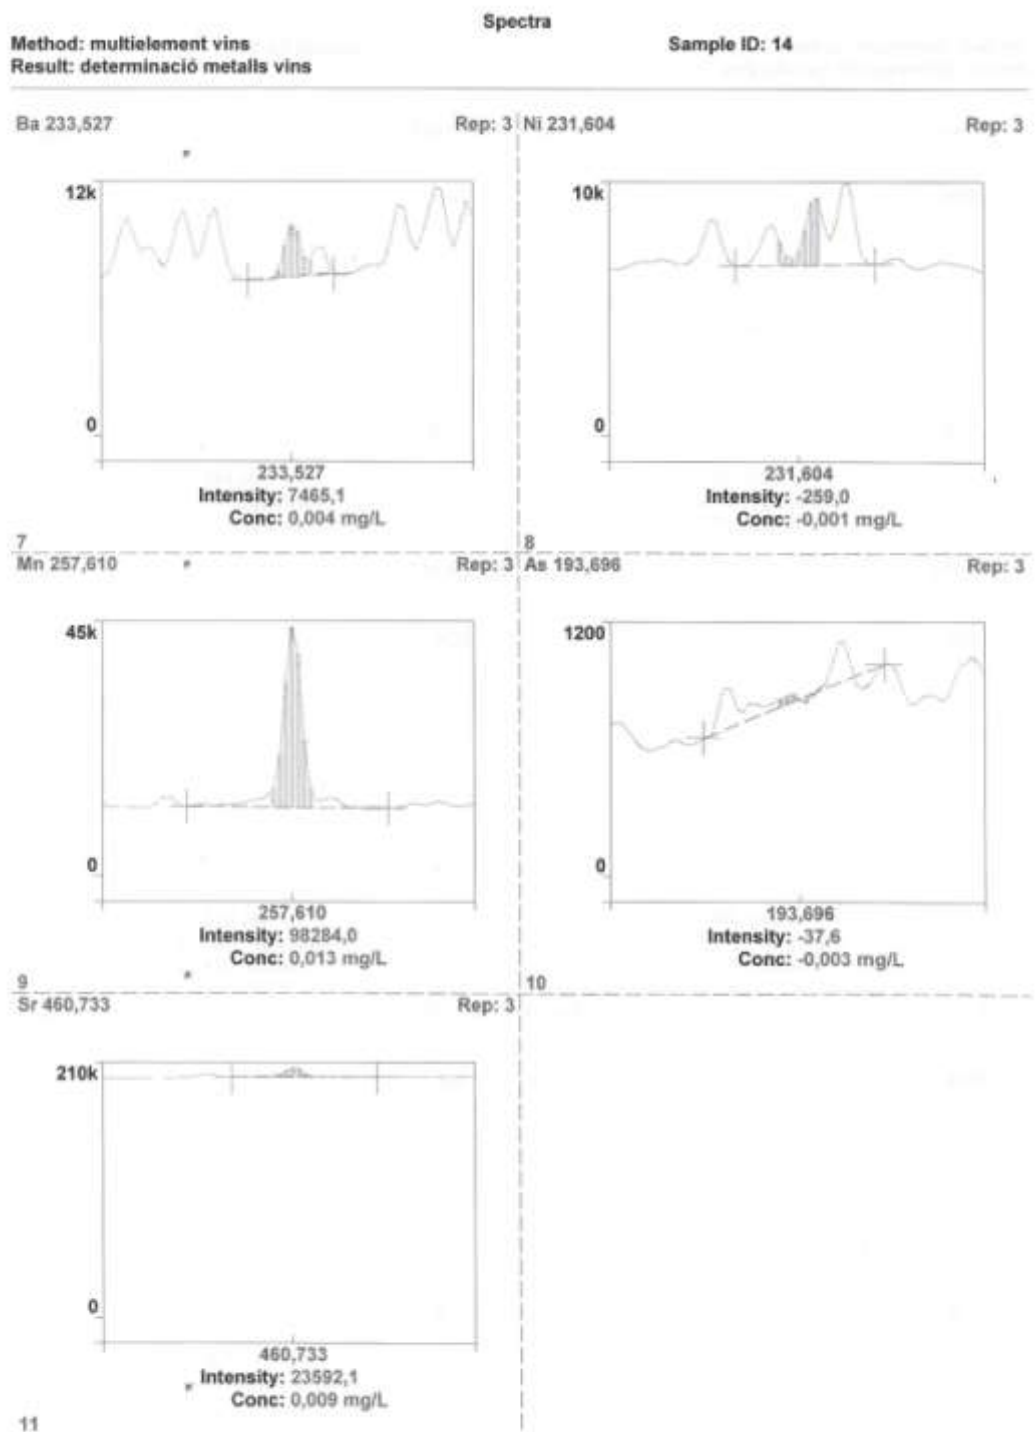 Spectra
Method: multielement vins
Sample ID: 14
Result: determinació metalls vins
Ba 233,527
Rep: 3
12k
0
233,527
Intensity: 7465,1
Conc: 0,004 mg/L
7
Ni 231,604
Rep: 3
10k
0
231,604
Intensity: -259,0
Conc: -0,001 mg/L
8
Mn 257,610
Rep: 3
45k
0
257,610
Intensity: 98284,0
Conc: 0,013 mg/L
9
As 193,696
Rep: 3
1200
0
193,696
Intensity: -37,6
Conc: -0,003 mg/L
10
Sr 460,733
Rep: 3
210k
0
460,733
Intensity: 23592,1
Conc: 0,009 mg/L
11